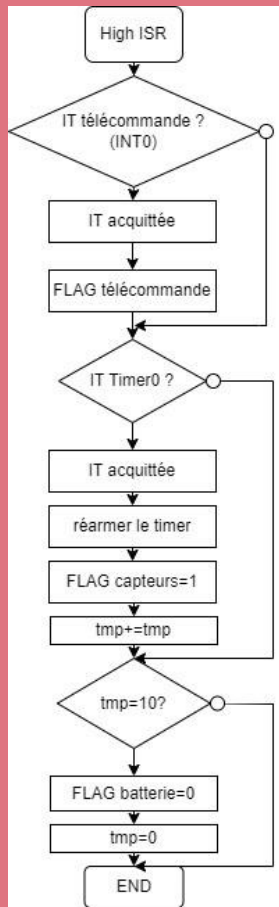 High ISR
IT télécommande ?
(INT0)
IT acquittée
FLAG télécommande
IT Timer0 ?
IT acquittée
réarmer le timer
FLAG capteurs=1
tmp+=tmp
tmp=10?
FLAG batterie=0
tmp=0
END